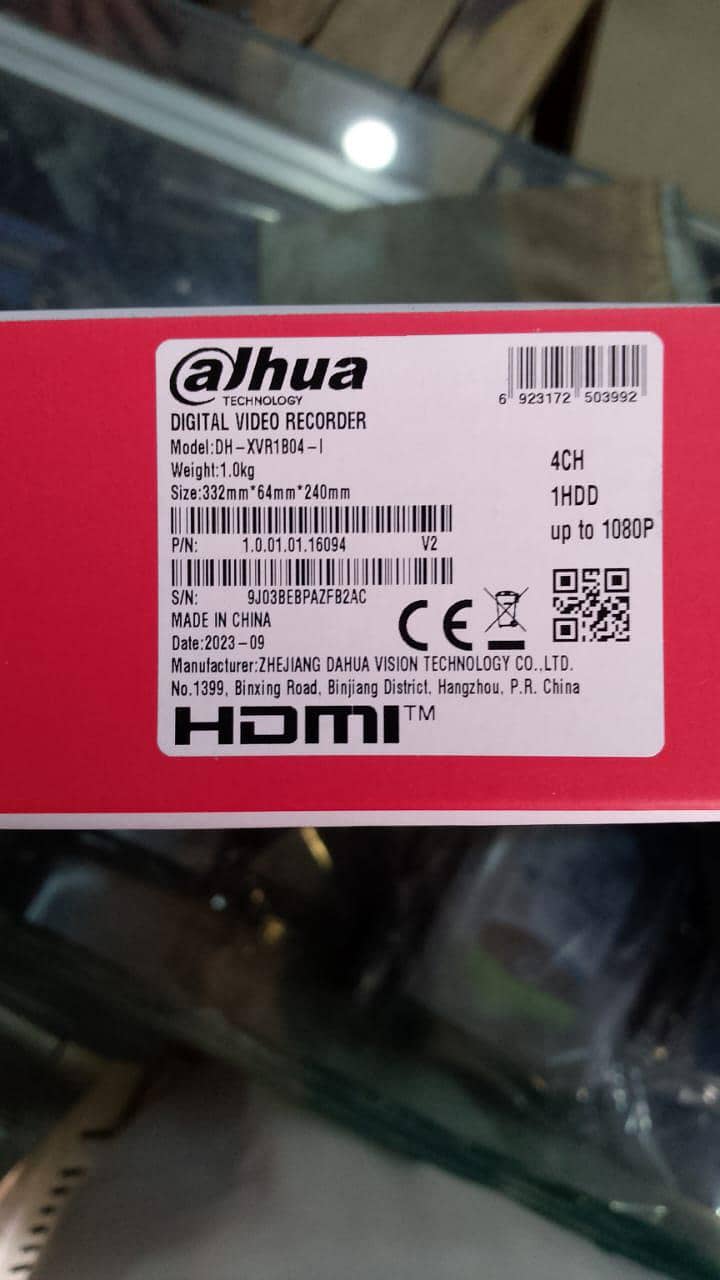 alhua
TECHNOLOGY
6 923172 503992
DIGITAL VIDEO RECORDER
Model:DH-XVR1B04-I
Weight:1.0kg
Size:332mm*64mm*240mm
4CH
1HDD
up to 1080P
P/N: 1.0.01.01.16094 V2
S/N: 9J03BEBPAZFB2AC
MADE IN CHINA
Date:2023-09
CE
Manufacturer:ZHEJIANG DAHUA VISION TECHNOLOGY CO.,LTD.
No.1399, Binxing Road, Binjiang District, Hangzhou, P.R. China
HDMI™